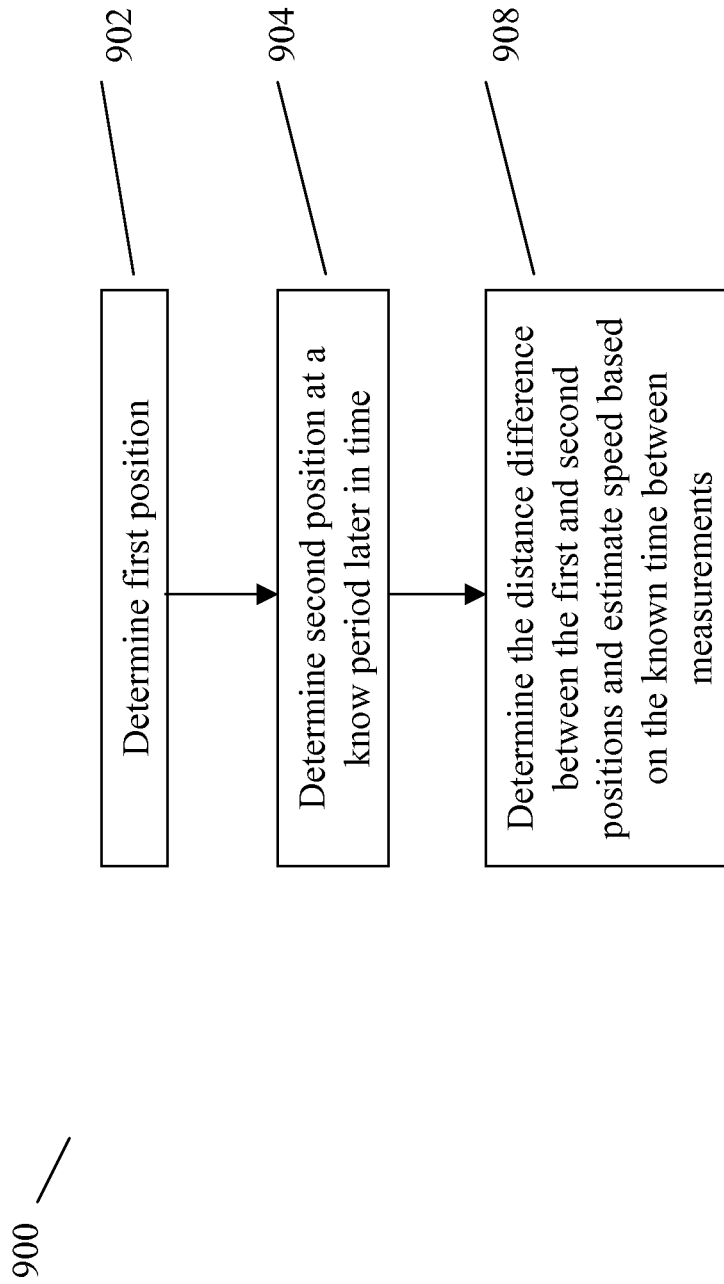 900
Determine first position
902
Determine second position at a
know period later in time
904
Determine the distance difference
between the first and second
positions and estimate speed based
on the known time between
measurements
908